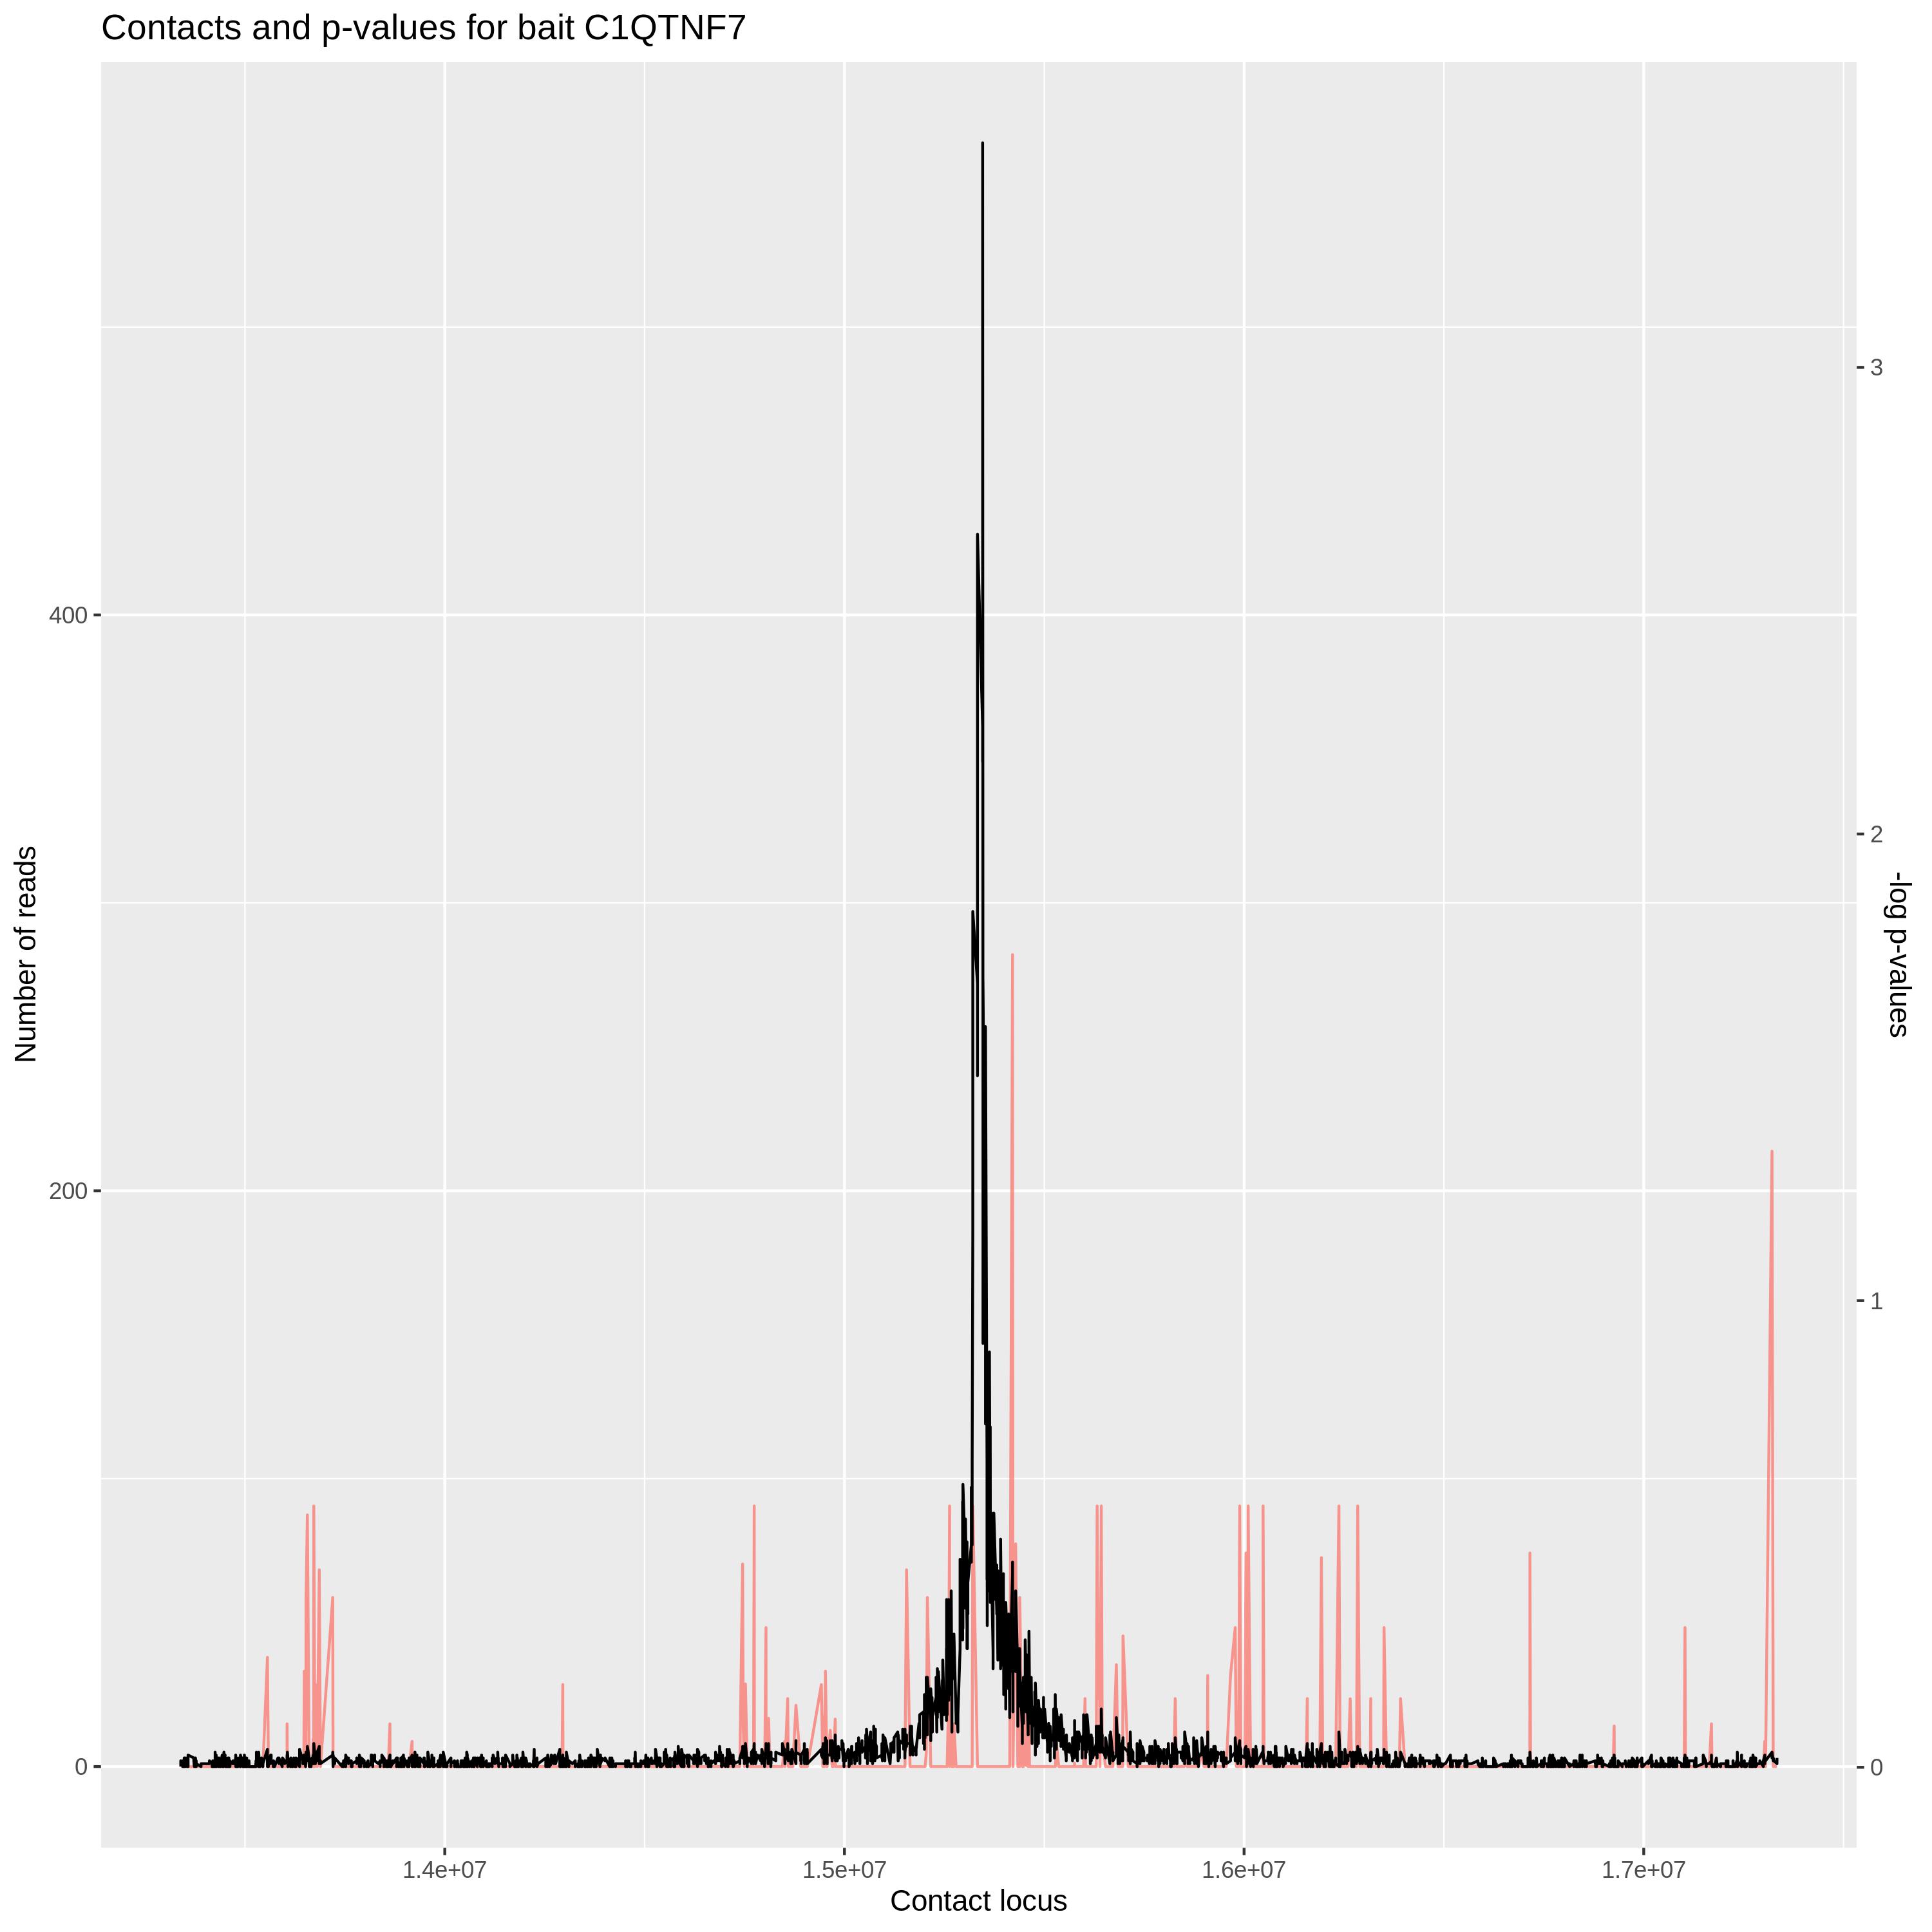 Contacts and p-values for bait C1QTNF7
400
200
0
Number of reads
3
2
1
0
-log p-values
1.4e+07 1.5e+07 1.6e+07 1.7e+07
Contact locus